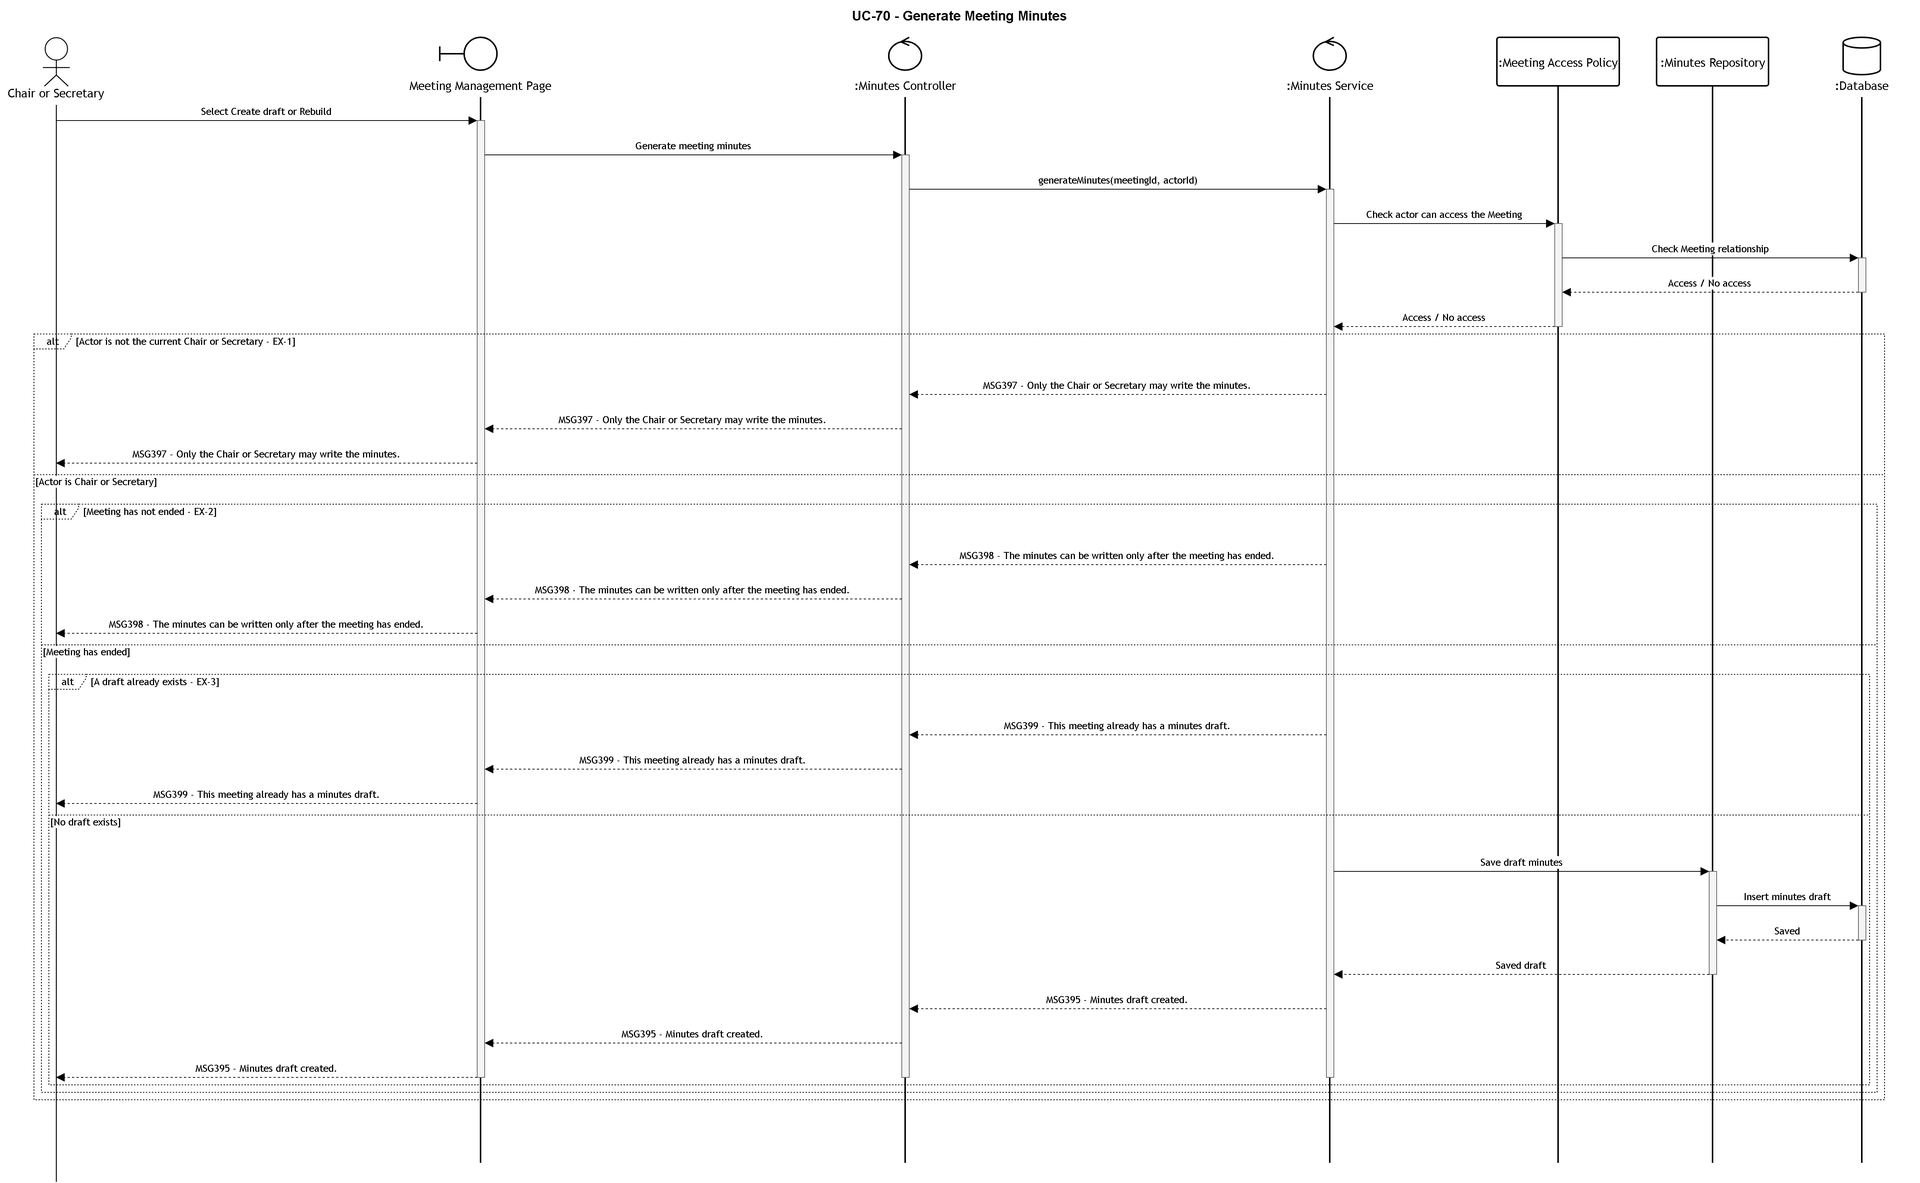 UC-70 - Generate Meeting Minutes
Chair or Secretary
Meeting Management Page
:Minutes Controller
:Minutes Service
:Meeting Access Policy
:Minutes Repository
:Database
Select Create draft or Rebuild
Generate meeting minutes
generateMinutes(meetingId, actorId)
Check actor can access the Meeting
Check Meeting relationship
Access / No access
Access / No access
alt [Actor is not the current Chair or Secretary - EX-1]
MSG397 - Only the Chair or Secretary may write the minutes.
MSG397 - Only the Chair or Secretary may write the minutes.
MSG397 - Only the Chair or Secretary may write the minutes.
[Actor is Chair or Secretary]
alt [Meeting has not ended - EX-2]
MSG398 - The minutes can be written only after the meeting has ended.
MSG398 - The minutes can be written only after the meeting has ended.
MSG398 - The minutes can be written only after the meeting has ended.
[Meeting has ended]
alt [A draft already exists - EX-3]
MSG399 - This meeting already has a minutes draft.
MSG399 - This meeting already has a minutes draft.
MSG399 - This meeting already has a minutes draft.
[No draft exists]
Save draft minutes
Insert minutes draft
Saved
Saved draft
MSG395 - Minutes draft created.
MSG395 - Minutes draft created.
MSG395 - Minutes draft created.